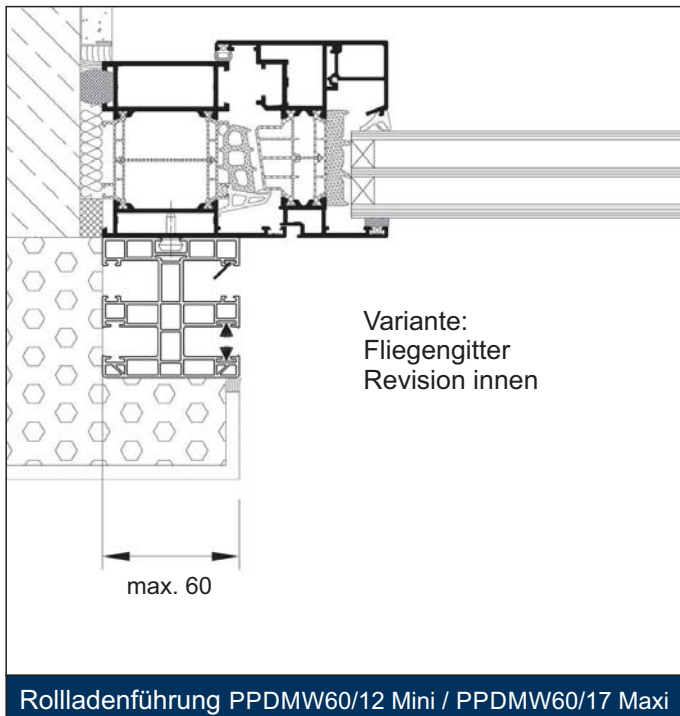 Variante:
Fliegengitter
Revision innen
max. 60
Rollladenführung PPDMW60/12 Mini / PPDMW60/17 Maxi